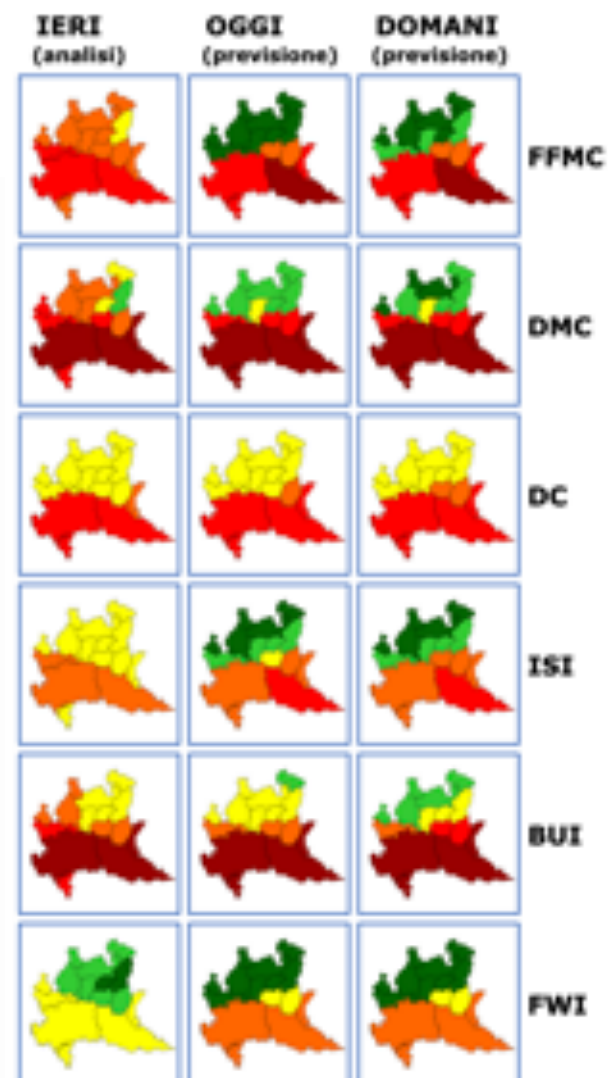 IERI OGGI DOMANI
(analisi) (previsione) (previsione)
FFMC
DMC
DC
ISI
BUI
FWI